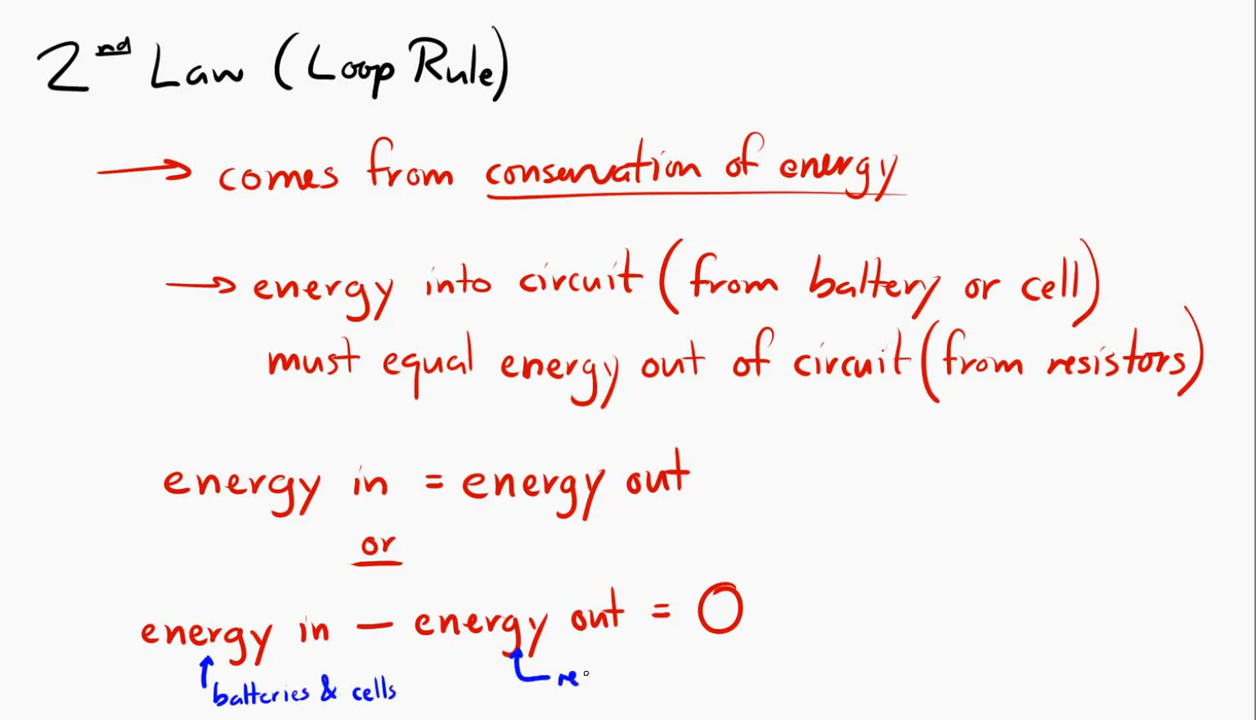 2nd Law (Loop Rule)
→ comes from conservation of energy
→ energy into circuit (from battery or cell)
must equal energy out of circuit (from resistors)
energy in = energy out
or
energy in - energy out = 0
batteries & cells
re